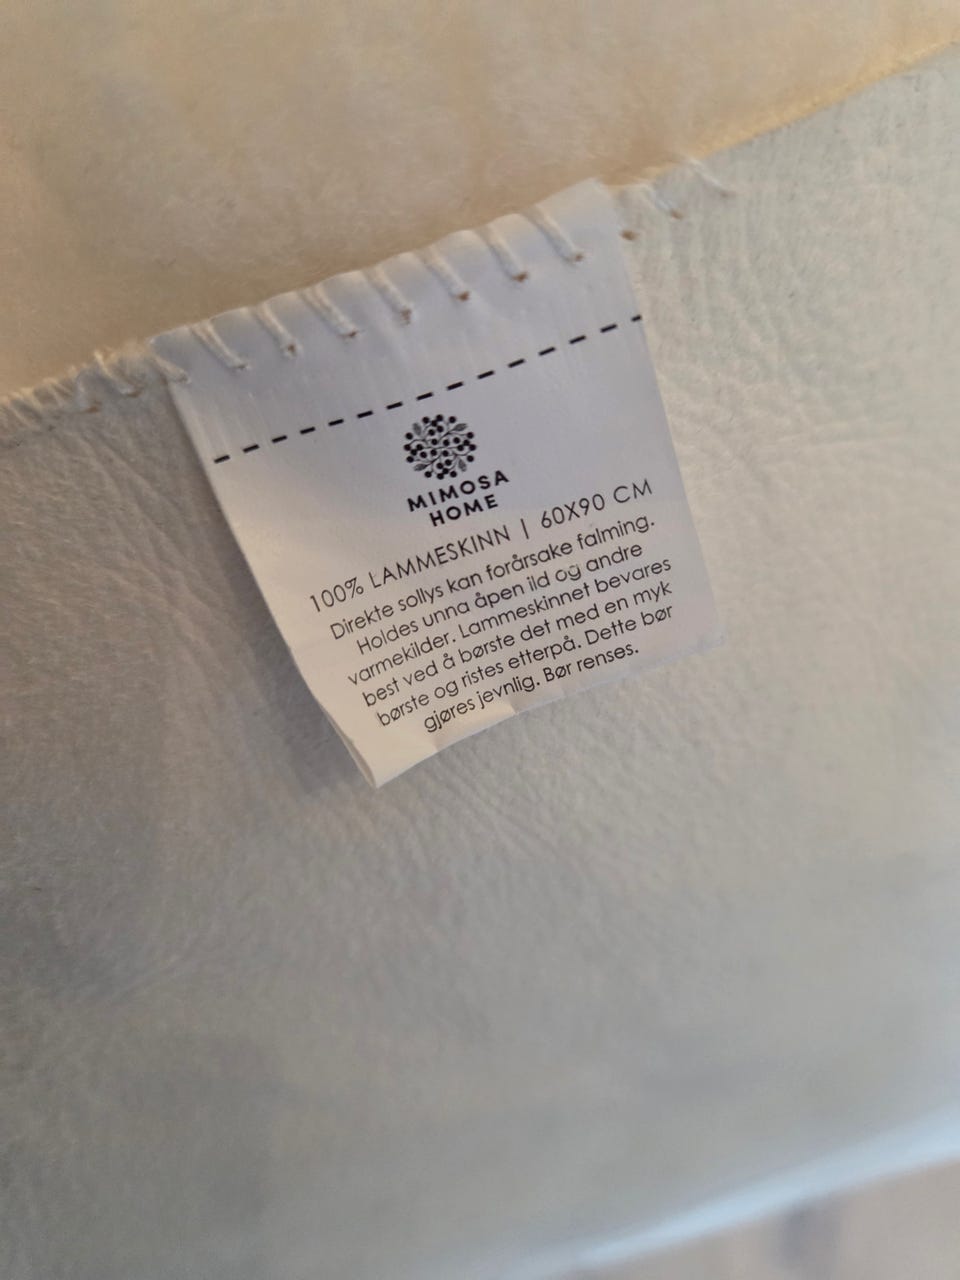 MIMOSA
HOME
100% LAMMESKINN | 60X90 CM
Direkte sollys kan forårsake falming.
Holdes unna åpen ild og andre
varmekilder. Lammeskinnet bevares
best ved å børste det med en myk
børste og ristes etterpå. Dette bør
gjøres jevnlig. Bør renses.